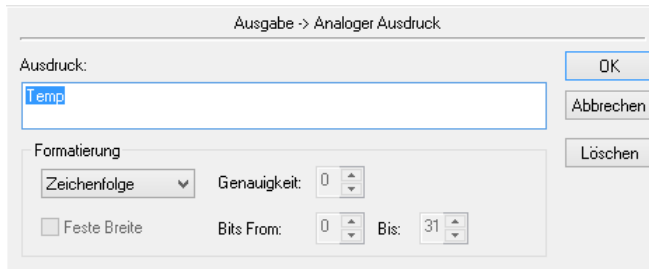 Ausgabe -> Analoger Ausdruck
Ausdruck:
OK
Temp
Abbrechen
Formatierung
Löschen
Zeichenfolge
Genauigkeit: 0
Feste Breite
Bits From: 0 Bis: 31